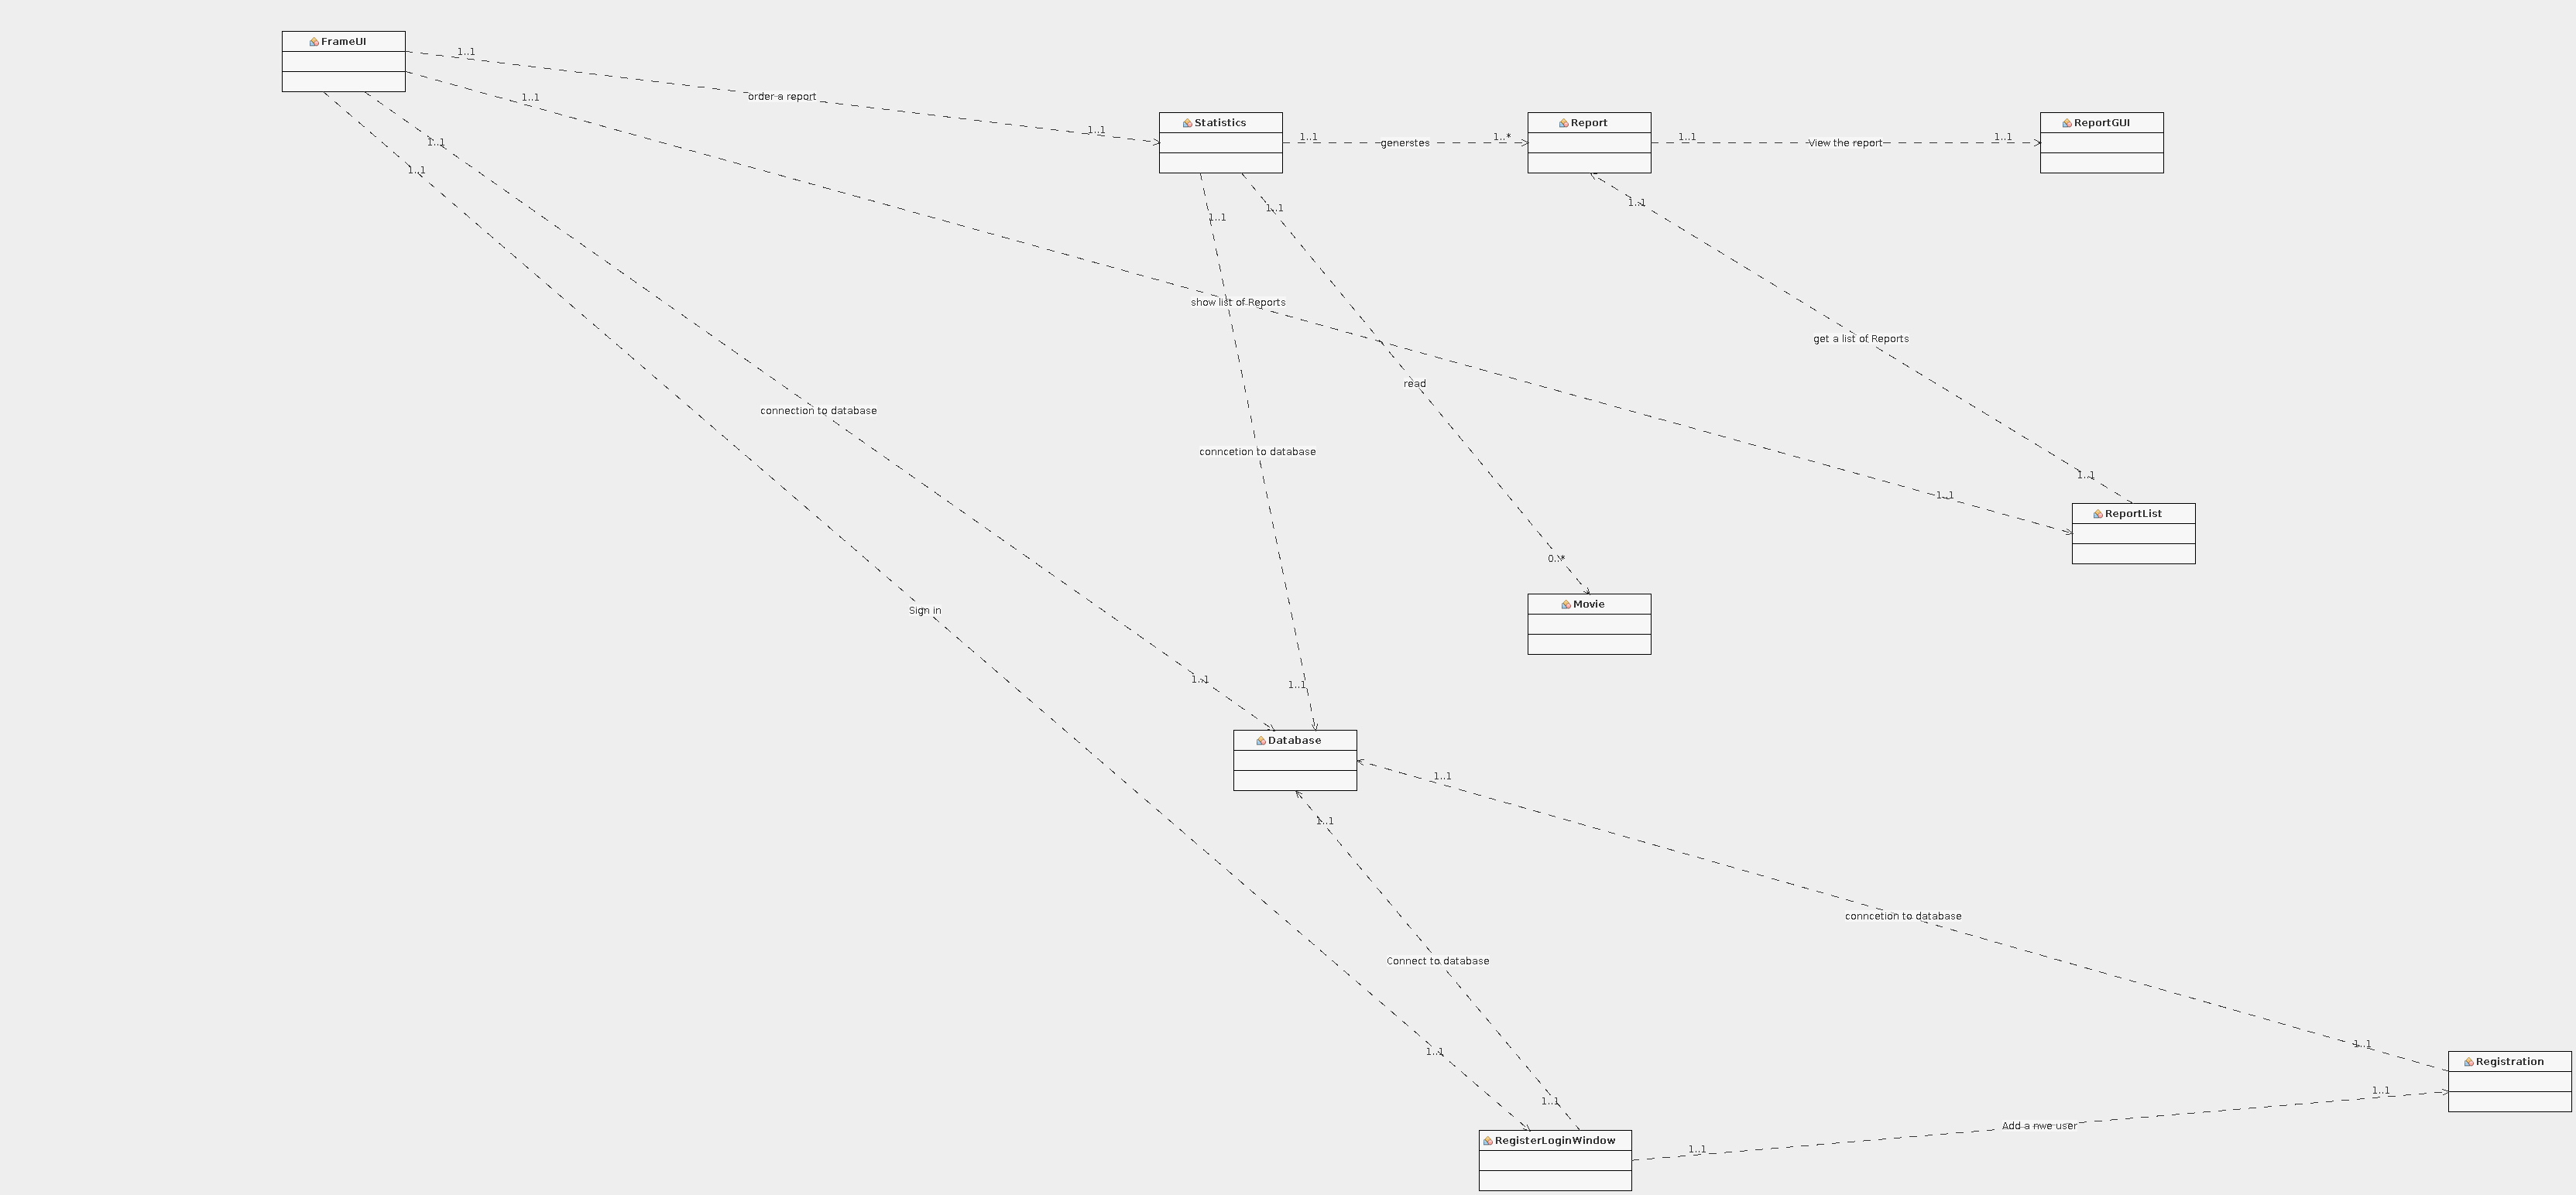 FrameUI
1..1
order a report
1..1
1..1
Statistics
Report
ReportGUI
1..1
generstes
1..*
1..1
View the report
1..1
1..1
1..1
1..1
1..1
1..1
show list of Reports
get a list of Reports
read
connection to database
conncetion to database
1..1
1..1
ReportList
0..*
Movie
Sign in
1..1
1..1
Database
1..1
1..1
conncetion to database
Connect to database
1..1
1..1
Registration
1..1
1..1
Add a nwe user
RegisterLoginWindow
1..1